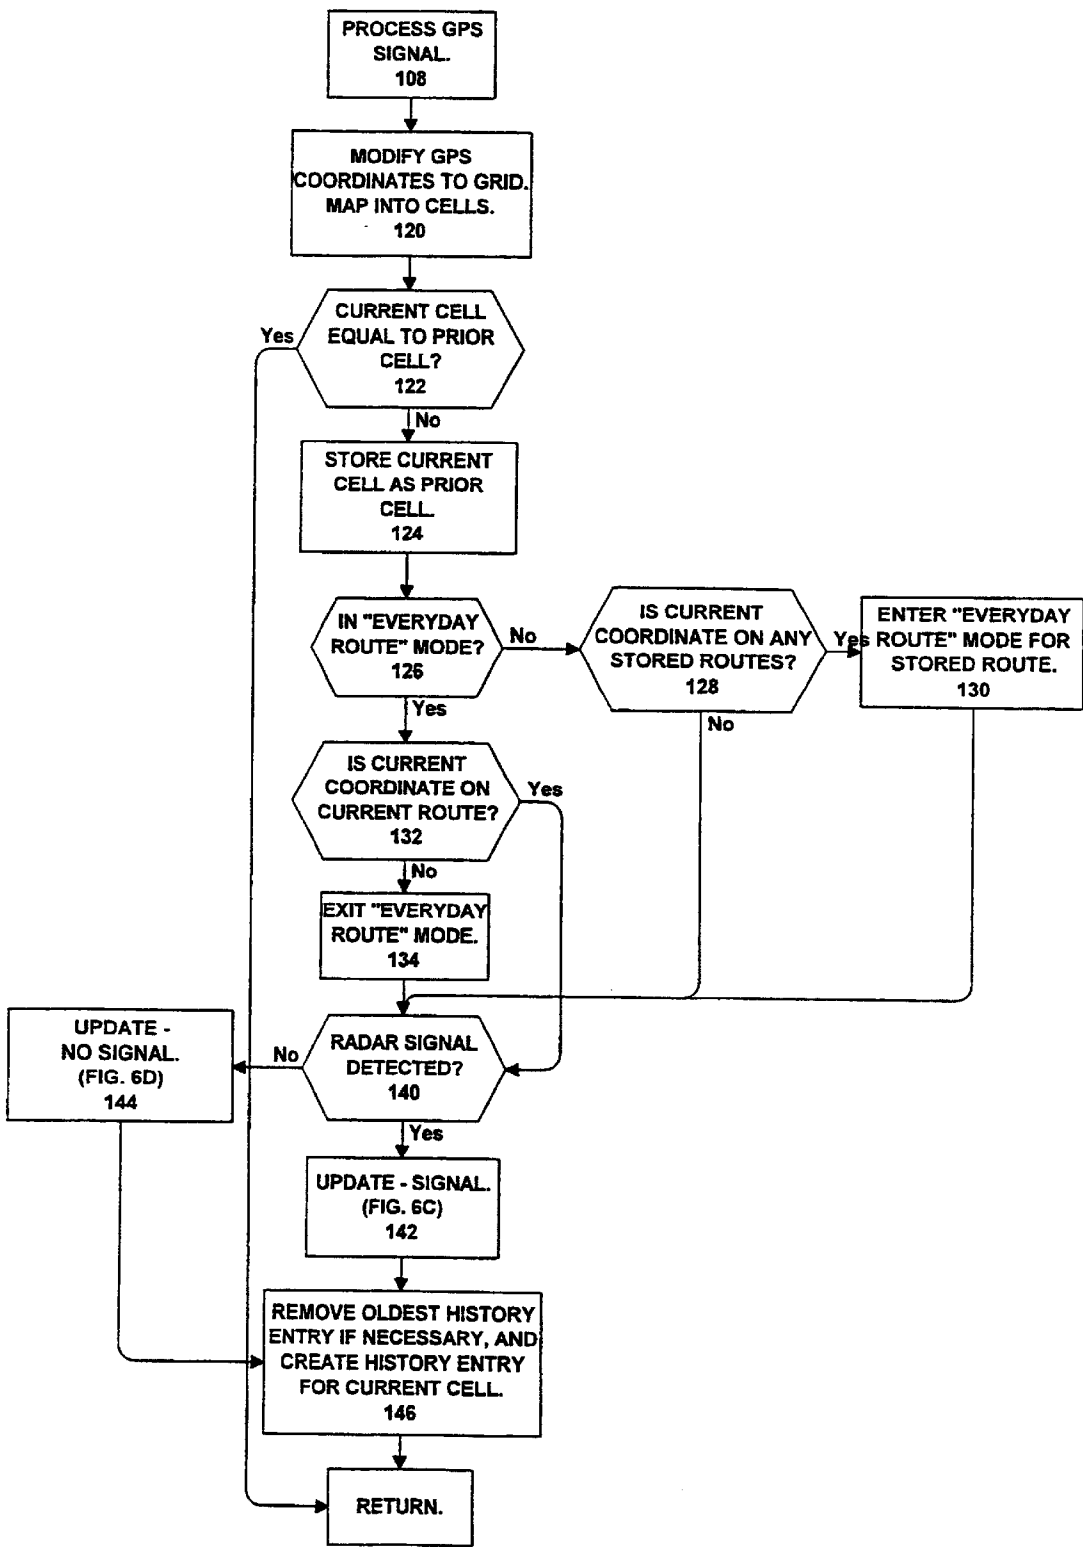 PROCESS GPS
SIGNAL.
108
MODIFY GPS
COORDINATES TO GRID.
MAP INTO CELLS.
120
CURRENT CELL
EQUAL TO PRIOR
CELL?
122
Yes
No
STORE CURRENT
CELL AS PRIOR
CELL.
124
IN "EVERYDAY
ROUTE" MODE?
126
No
Yes
IS CURRENT
COORDINATE ON ANY
STORED ROUTES?
128
Yes
No
ENTER "EVERYDAY
ROUTE" MODE FOR
STORED ROUTE.
130
IS CURRENT
COORDINATE ON
CURRENT ROUTE?
132
Yes
No
EXIT "EVERYDAY
ROUTE" MODE.
134
RADAR SIGNAL
DETECTED?
140
No
Yes
UPDATE -
NO SIGNAL.
(FIG. 6D)
144
UPDATE - SIGNAL.
(FIG. 6C)
142
REMOVE OLDEST HISTORY
ENTRY IF NECESSARY, AND
CREATE HISTORY ENTRY
FOR CURRENT CELL.
146
RETURN.